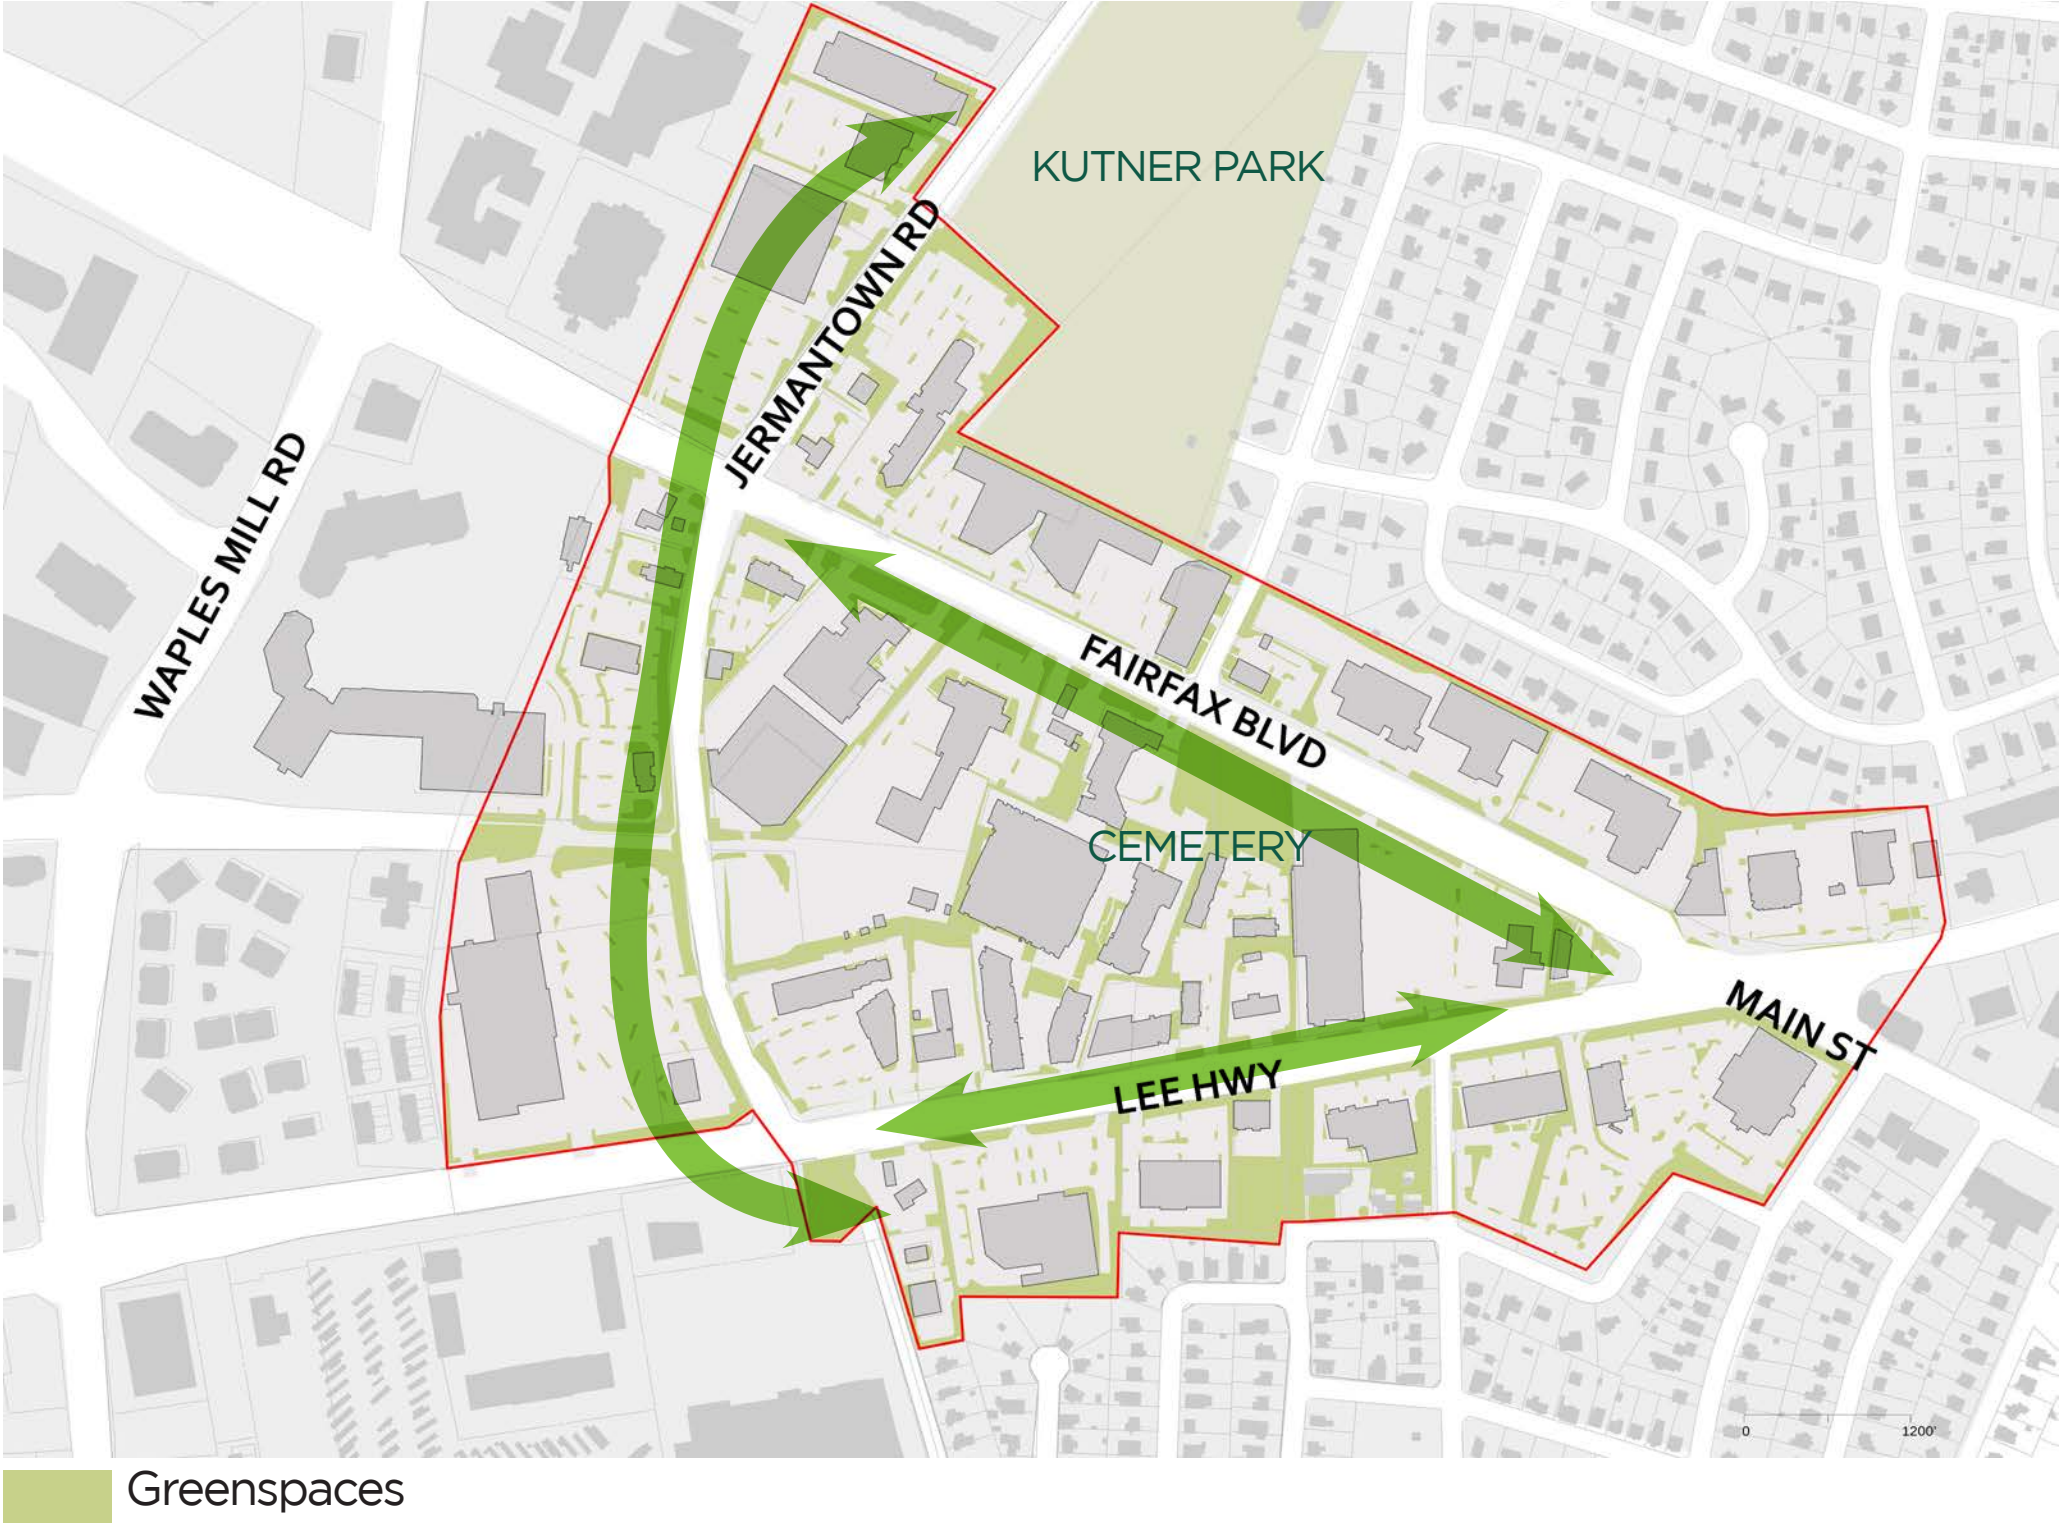 KUTNER PARK
JERMANTOWN RD
WAPLES MILL RD
FAIRFAX BLVD
CEMETERY
MAIN ST
LEE HWY
0 1200'
Greenspaces